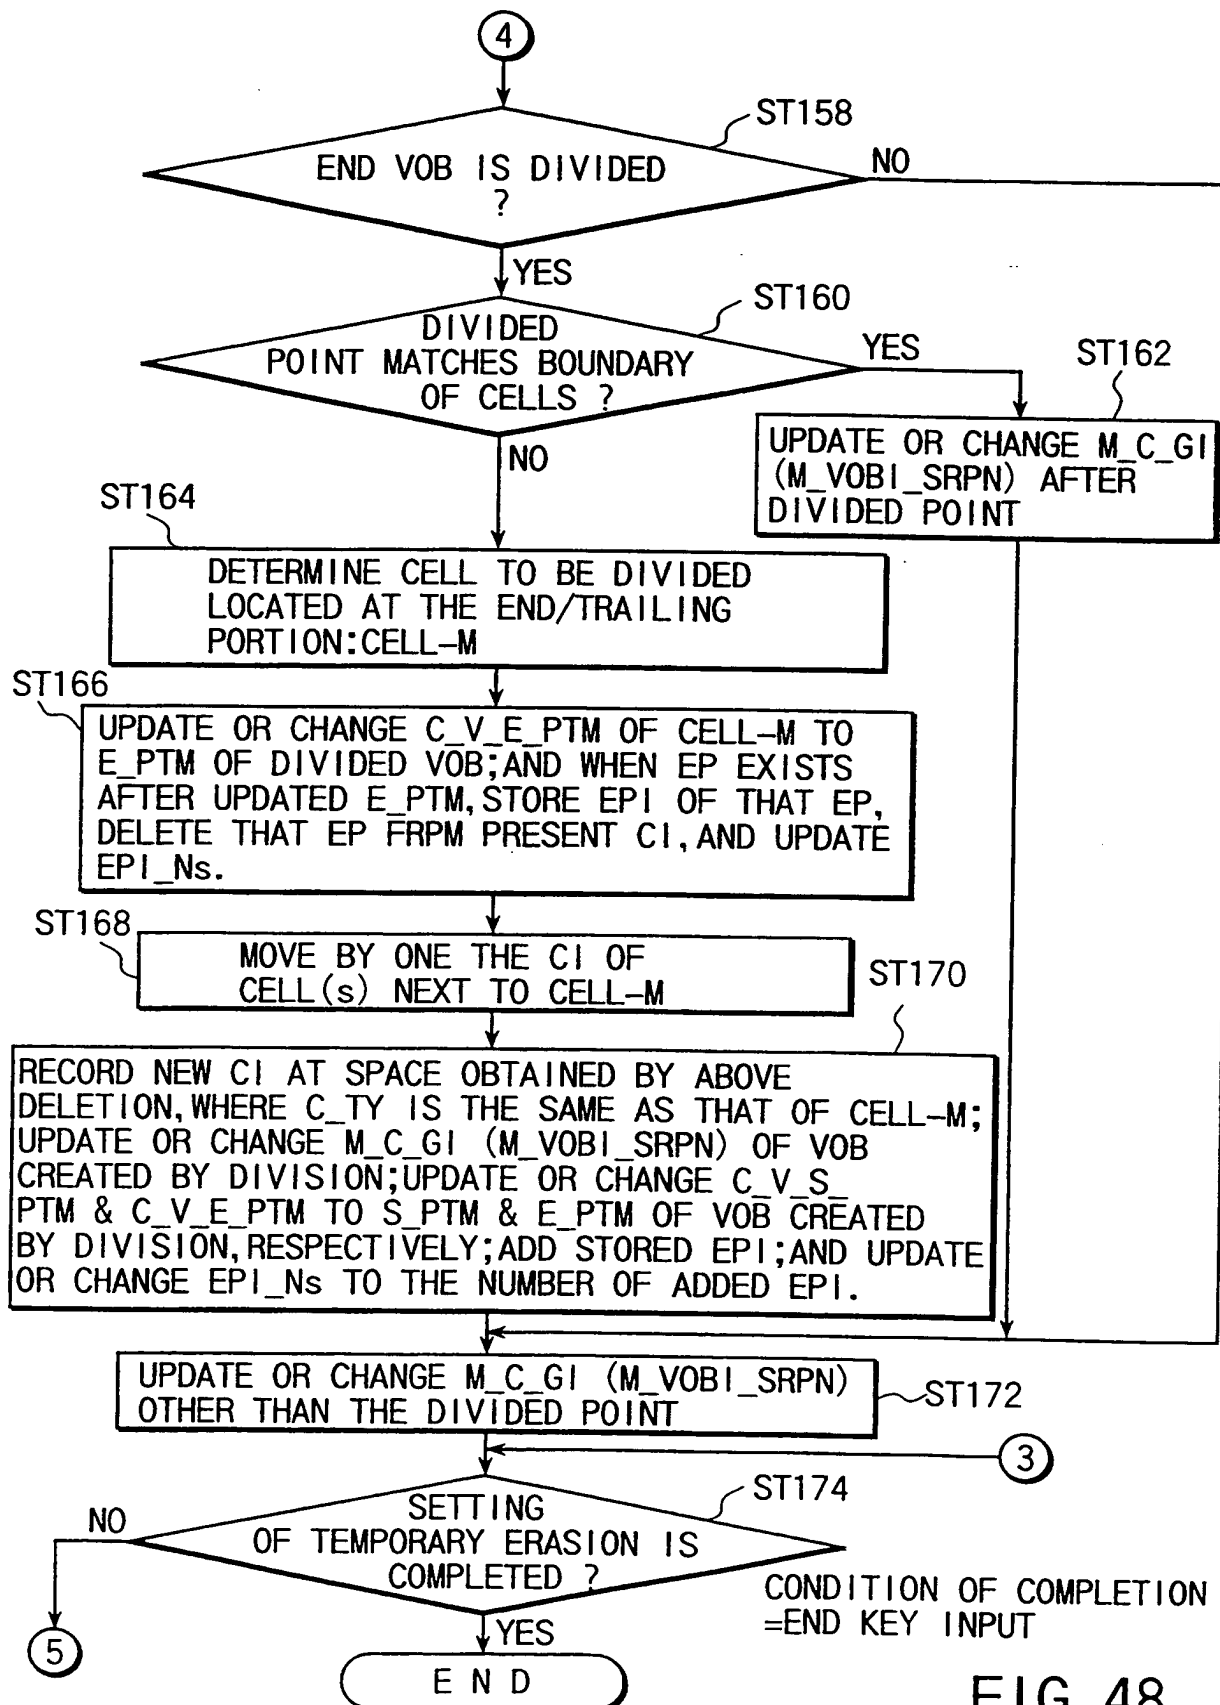 4
ST158
END VOB IS DIVIDED
?
NO
YES
ST160
DIVIDED
POINT MATCHES BOUNDARY
OF CELLS ?
YES
NO
ST162
UPDATE OR CHANGE M_C_GI
(M_VOBI_SRPN) AFTER
DIVIDED POINT
ST164
DETERMINE CELL TO BE DIVIDED
LOCATED AT THE END/TRAILING
PORTION:CELL-M
ST166
UPDATE OR CHANGE C_V_E_PTM OF CELL-M TO
E_PTM OF DIVIDED VOB;AND WHEN EP EXISTS
AFTER UPDATED E_PTM,STORE EPI OF THAT EP,
DELETE THAT EP FRPM PRESENT CI,AND UPDATE
EPI_Ns.
ST168
MOVE BY ONE THE CI OF
CELL(s) NEXT TO CELL-M
ST170
RECORD NEW CI AT SPACE OBTAINED BY ABOVE
DELETION,WHERE C_TY IS THE SAME AS THAT OF CELL-M;
UPDATE OR CHANGE M_C_GI (M_VOBI_SRPN) OF VOB
CREATED BY DIVISION;UPDATE OR CHANGE C_V_S_
PTM & C_V_E_PTM TO S_PTM & E_PTM OF VOB CREATED
BY DIVISION,RESPECTIVELY;ADD STORED EPI;AND UPDATE
OR CHANGE EPI_Ns TO THE NUMBER OF ADDED EPI.
UPDATE OR CHANGE M_C_GI (M_VOBI_SRPN)
OTHER THAN THE DIVIDED POINT
ST172
3
ST174
SETTING
OF TEMPORARY ERASION IS
COMPLETED ?
NO
YES
CONDITION OF COMPLETION
=END KEY INPUT
5
END
FIG.48